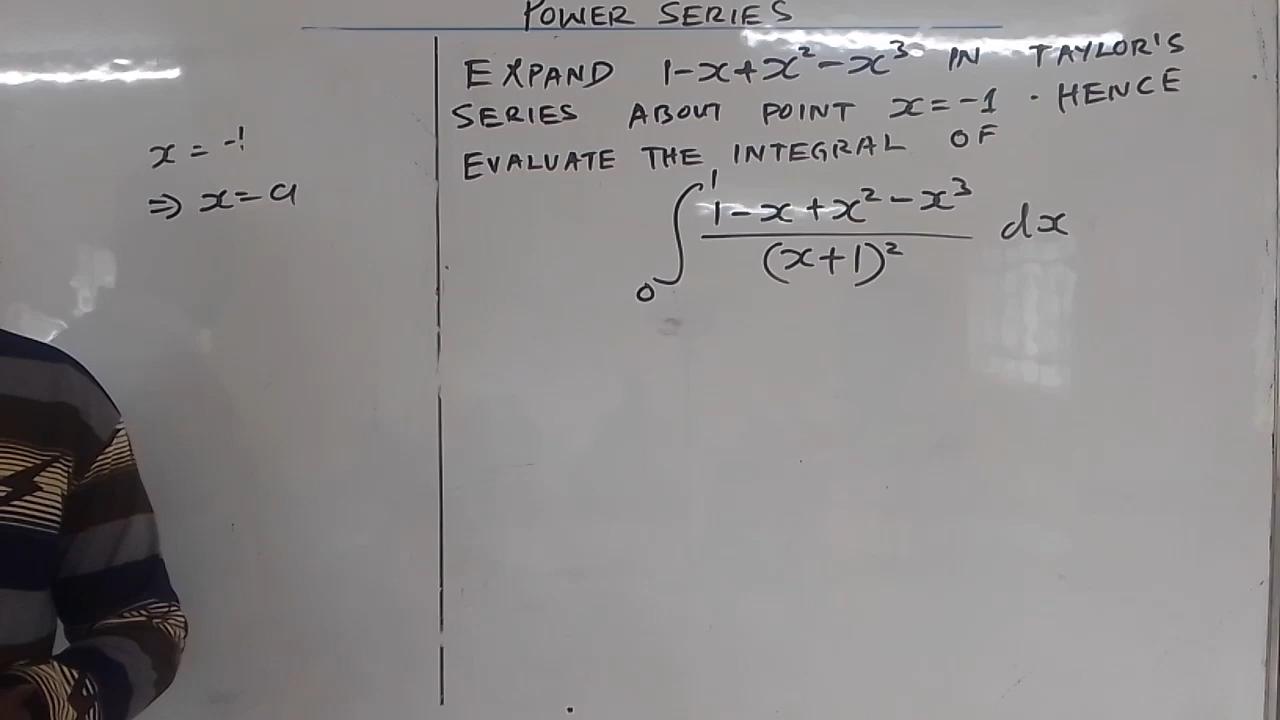 POWER SERIES
x = -1
⇒ x = a
EXPAND 1-x+x²-x³ IN TAYLOR'S
SERIES ABOUT POINT x = -1 . HENCE
EVALUATE THE INTEGRAL OF
∫₀¹ (1-x+x²-x³)/(x+1)² dx